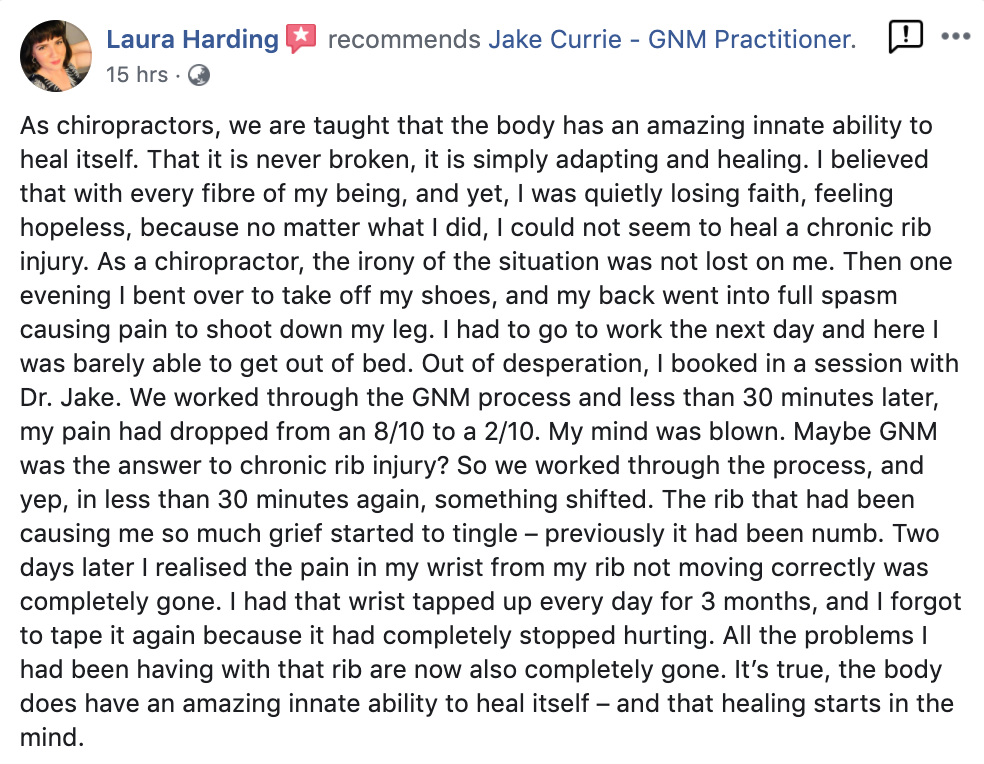 Laura Harding recommends Jake Currie - GNM Practitioner.
15 hrs ·
As chiropractors, we are taught that the body has an amazing innate ability to
heal itself. That it is never broken, it is simply adapting and healing. I believed
that with every fibre of my being, and yet, I was quietly losing faith, feeling
hopeless, because no matter what I did, I could not seem to heal a chronic rib
injury. As a chiropractor, the irony of the situation was not lost on me. Then one
evening I bent over to take off my shoes, and my back went into full spasm
causing pain to shoot down my leg. I had to go to work the next day and here I
was barely able to get out of bed. Out of desperation, I booked in a session with
Dr. Jake. We worked through the GNM process and less than 30 minutes later,
my pain had dropped from an 8/10 to a 2/10. My mind was blown. Maybe GNM
was the answer to chronic rib injury? So we worked through the process, and
yep, in less than 30 minutes again, something shifted. The rib that had been
causing me so much grief started to tingle – previously it had been numb. Two
days later I realised the pain in my wrist from my rib not moving correctly was
completely gone. I had that wrist tapped up every day for 3 months, and I forgot
to tape it again because it had completely stopped hurting. All the problems I
had been having with that rib are now also completely gone. It’s true, the body
does have an amazing innate ability to heal itself – and that healing starts in the
mind.